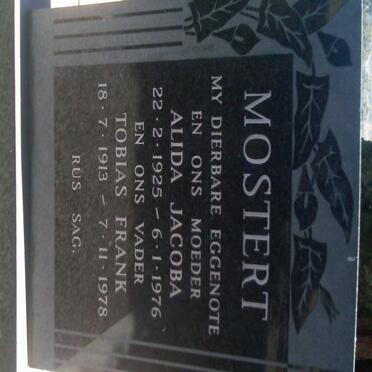 MOSTERT
MY DIERBARE EGGENOTE
EN ONS MOEDER
ALIDA JACOBA
22·2·1925 – 6·1·1976
EN ONS VADER
TOBIAS FRANK
18·7·1913 – 7·11·1978
RUS SAG.